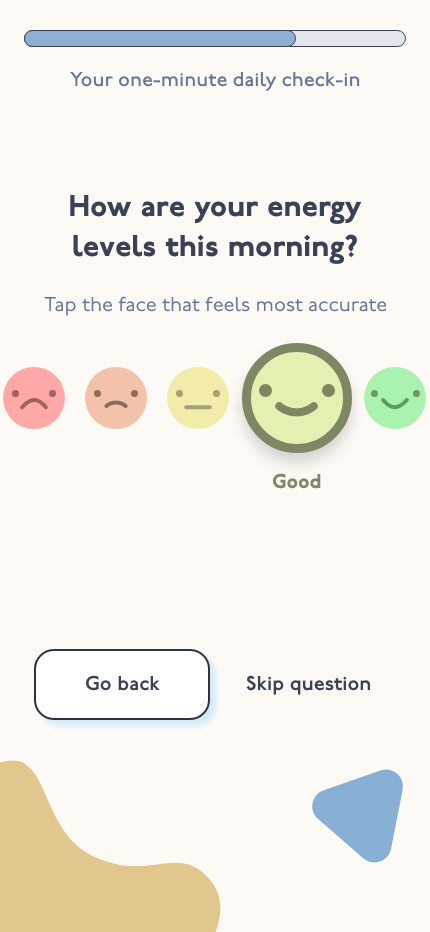 Your one-minute daily check-in
How are your energy
levels this morning?
Tap the face that feels most accurate
Good
Go back
Skip question